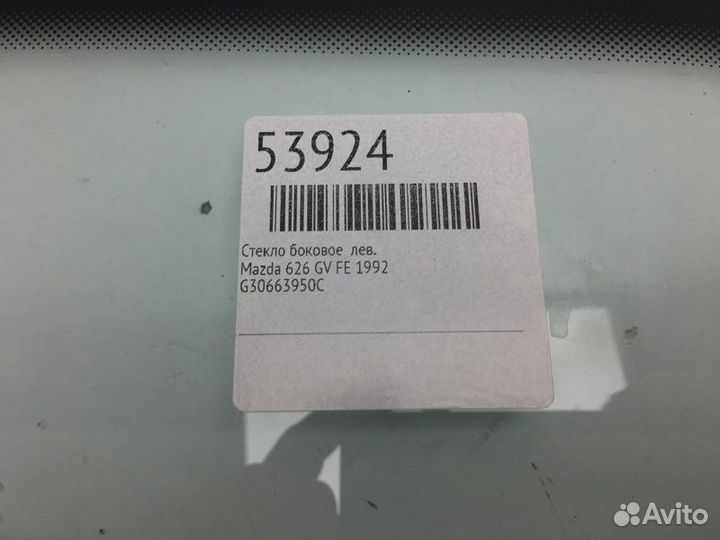 53924
Стекло боковое лев.
Mazda 626 GV FE 1992
G30663950C
Avito